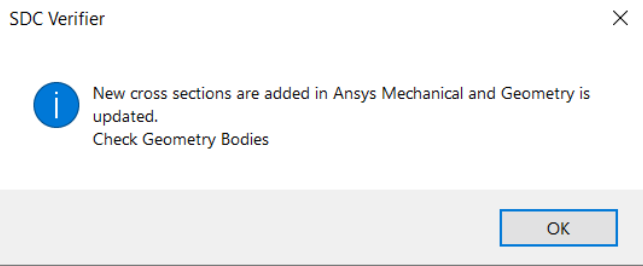 SDC Verifier
New cross sections are added in Ansys Mechanical and Geometry is
updated.
Check Geometry Bodies
OK